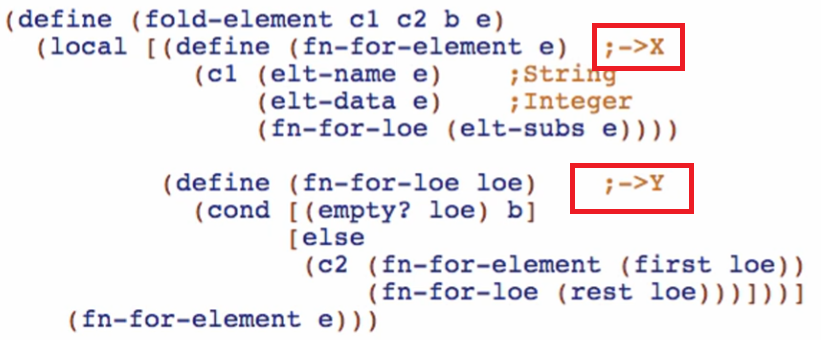 (define (fold-element c1 c2 b e)
(local [(define (fn-for-element e) ;->X
(c1 (elt-name e) ;String
(elt-data e) ;Integer
(fn-for-loe (elt-subs e))))
(define (fn-for-loe loe) ;->Y
(cond [(empty? loe) b]
[else
(c2 (fn-for-element (first loe))
(fn-for-loe (rest loe)))]))]
(fn-for-element e)))